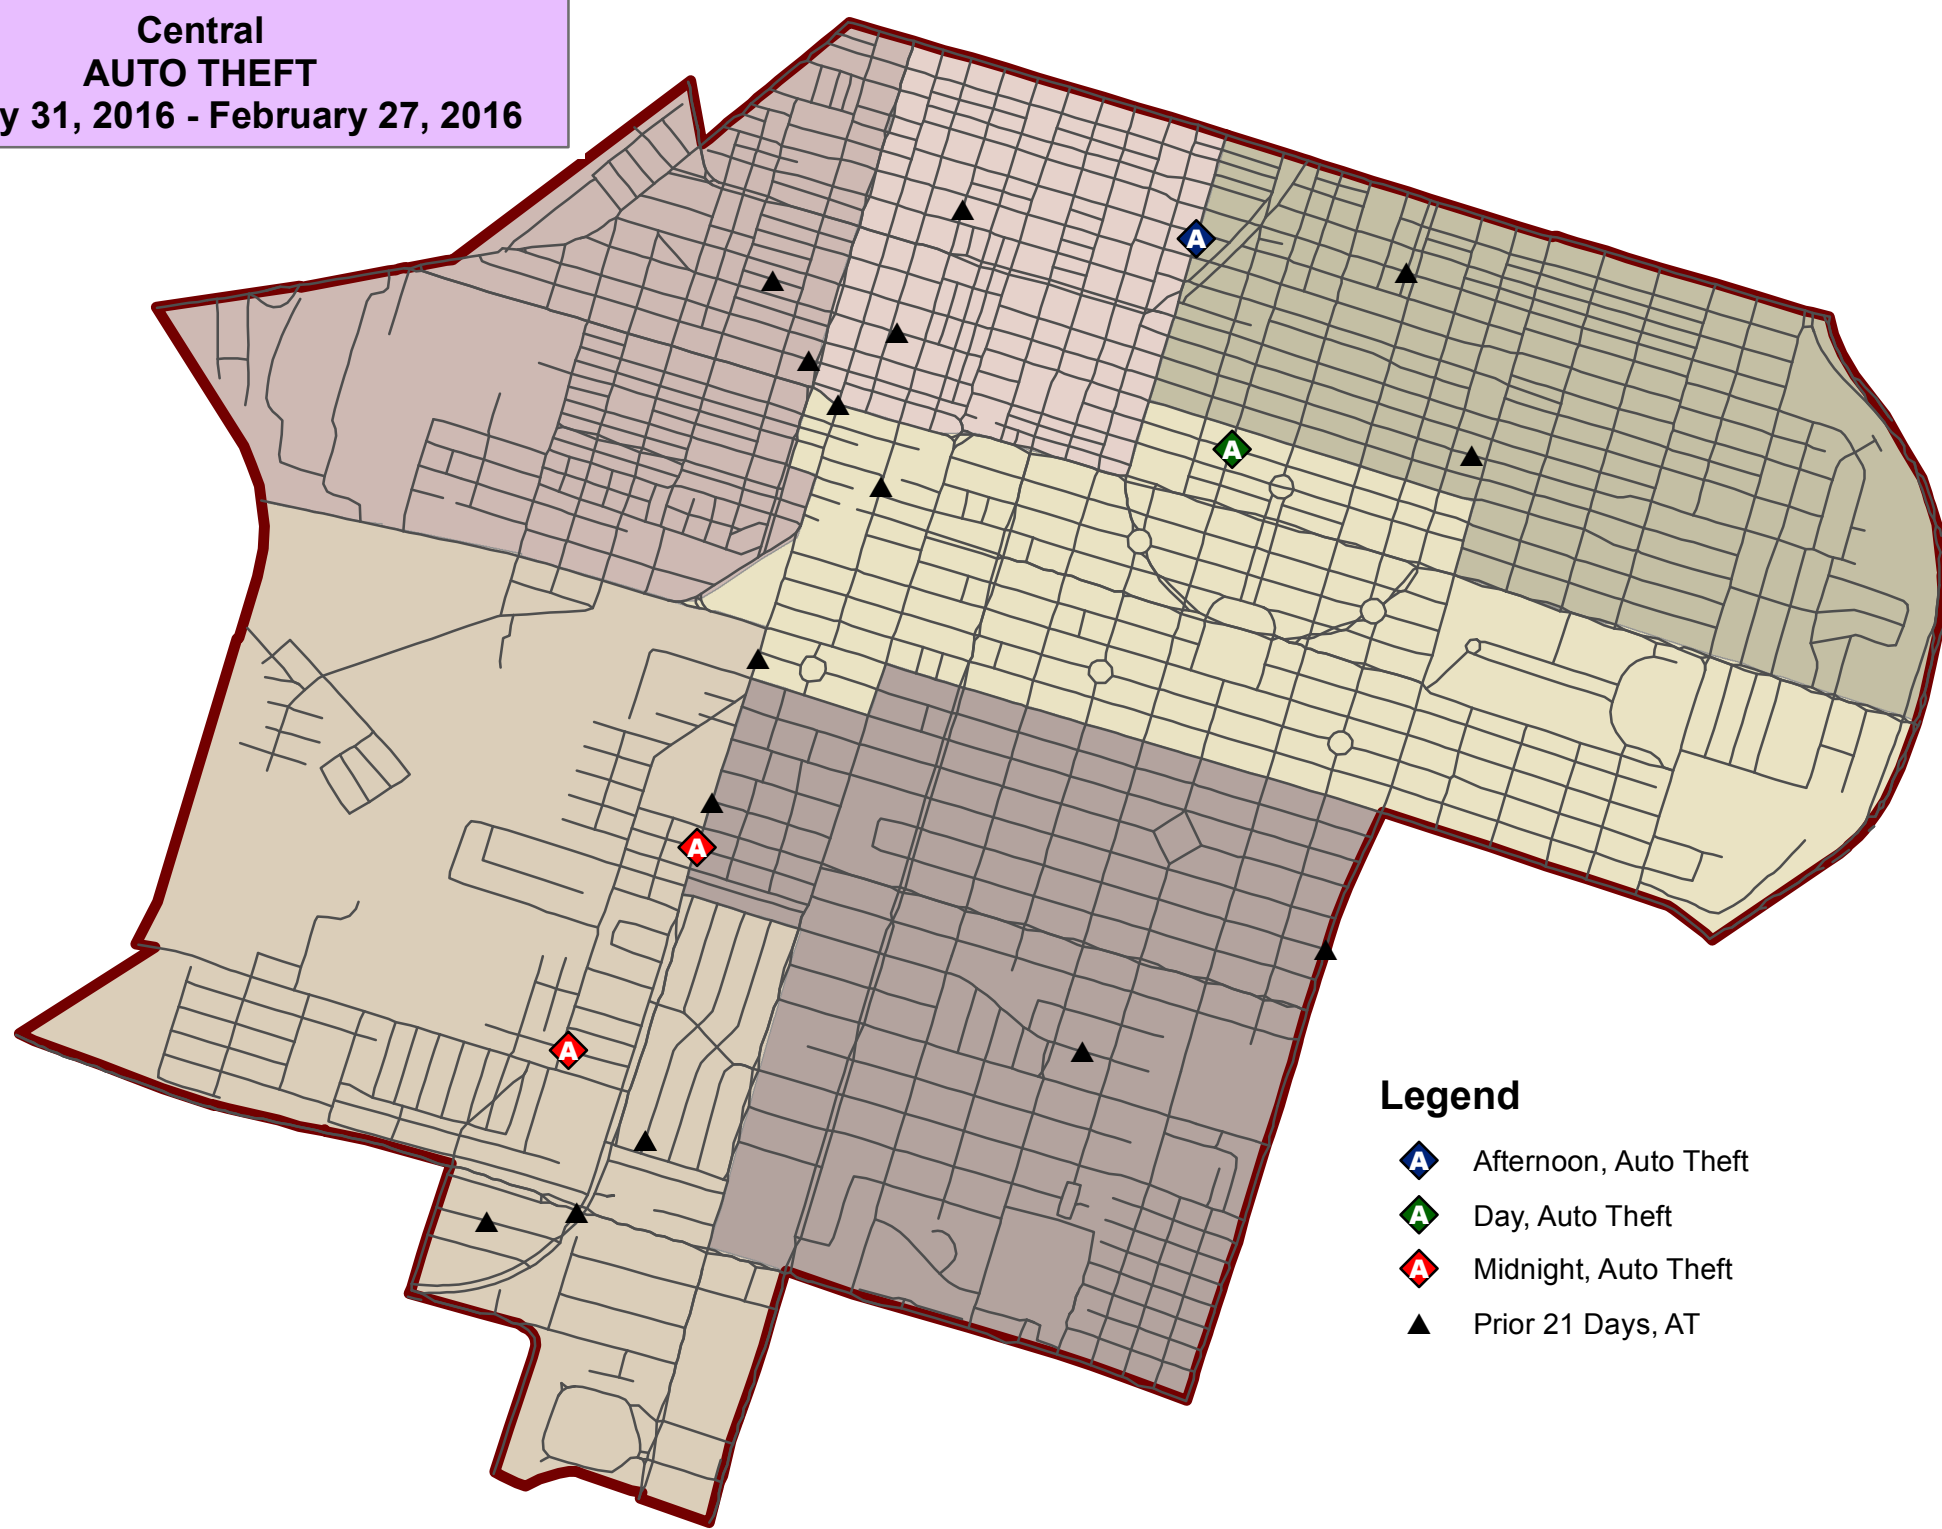 Central
AUTO THEFT
y 31, 2016 - February 27, 2016
A
A
A
A
Legend
A Afternoon, Auto Theft
A Day, Auto Theft
A Midnight, Auto Theft
Prior 21 Days, AT